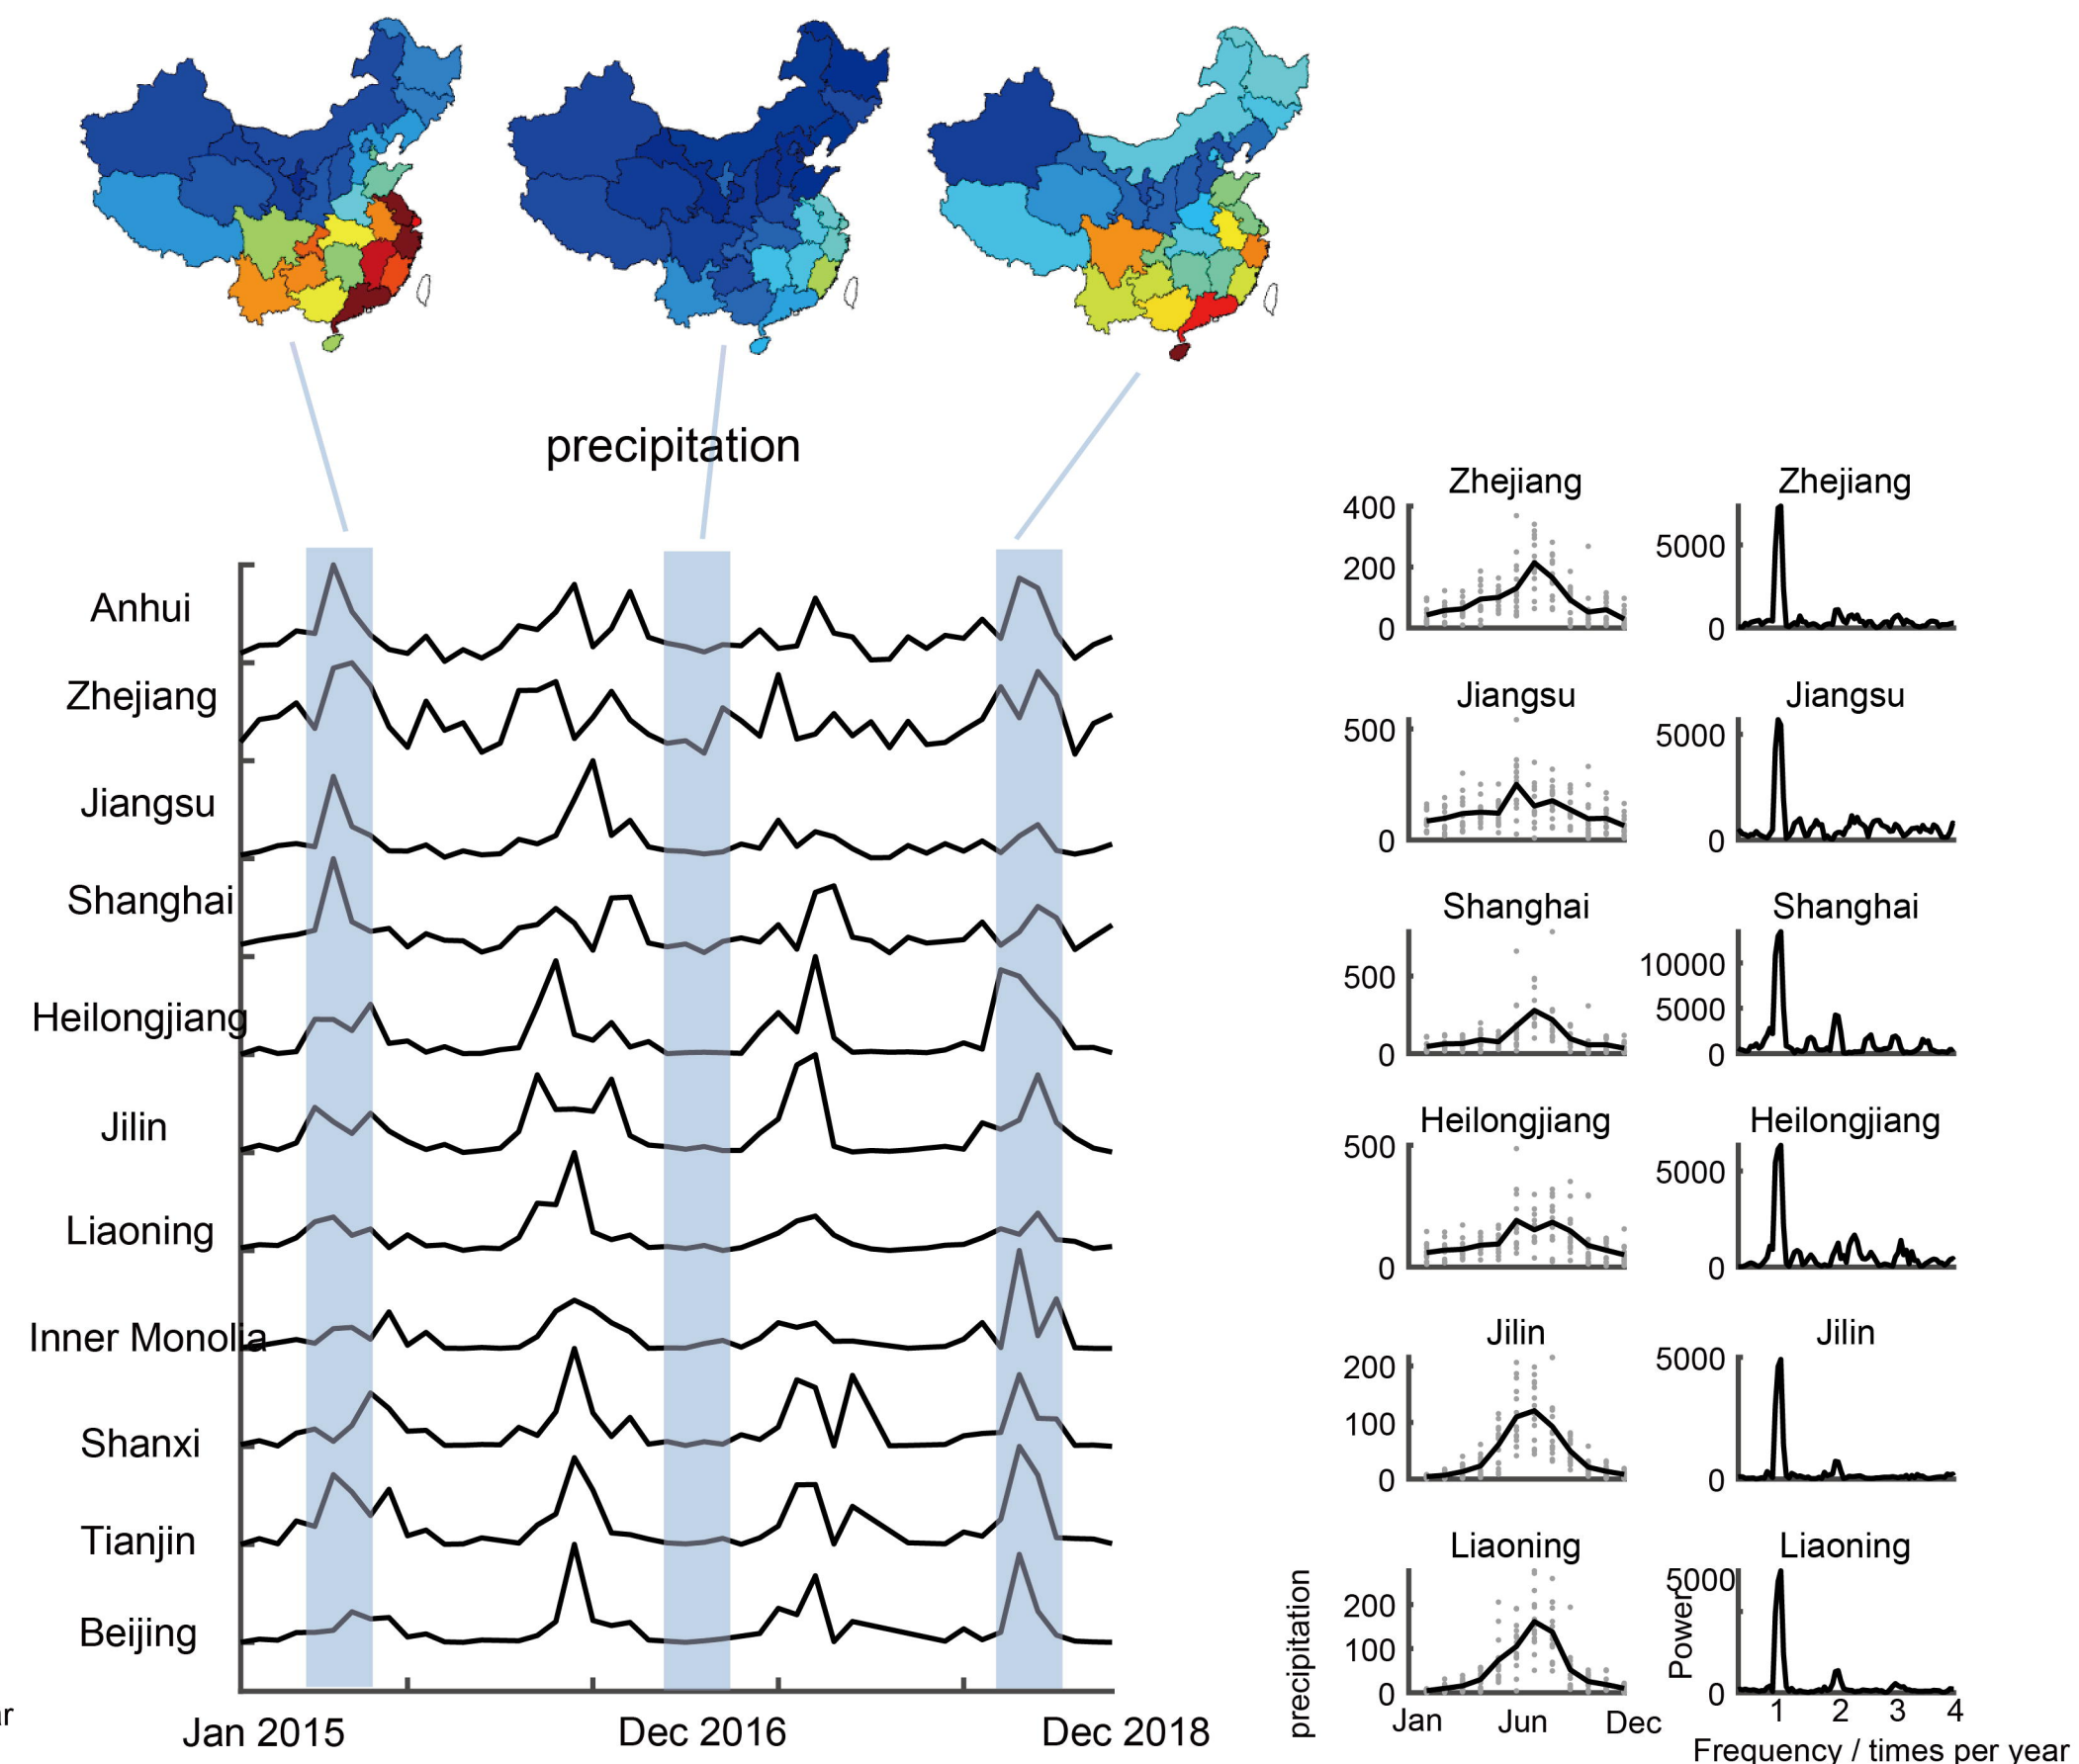 precipitation
Anhui
Zhejiang
Jiangsu
Shanghai
Heilongjiang
Jilin
Liaoning
Inner Monolia
Shanxi
Tianjin
Beijing
Jan 2015
Dec 2016
Dec 2018
Zhejiang
400
200
0
Zhejiang
5000
0
Jiangsu
500
0
Jiangsu
5000
0
Shanghai
500
0
Shanghai
10000
5000
0
Heilongjiang
500
0
Heilongjiang
5000
0
Jilin
200
100
0
Jilin
5000
0
Liaoning
200
100
0
precipitation
Jan
Jun
Dec
Liaoning
5000
0
Power
1
2
3
4
Frequency / times per year